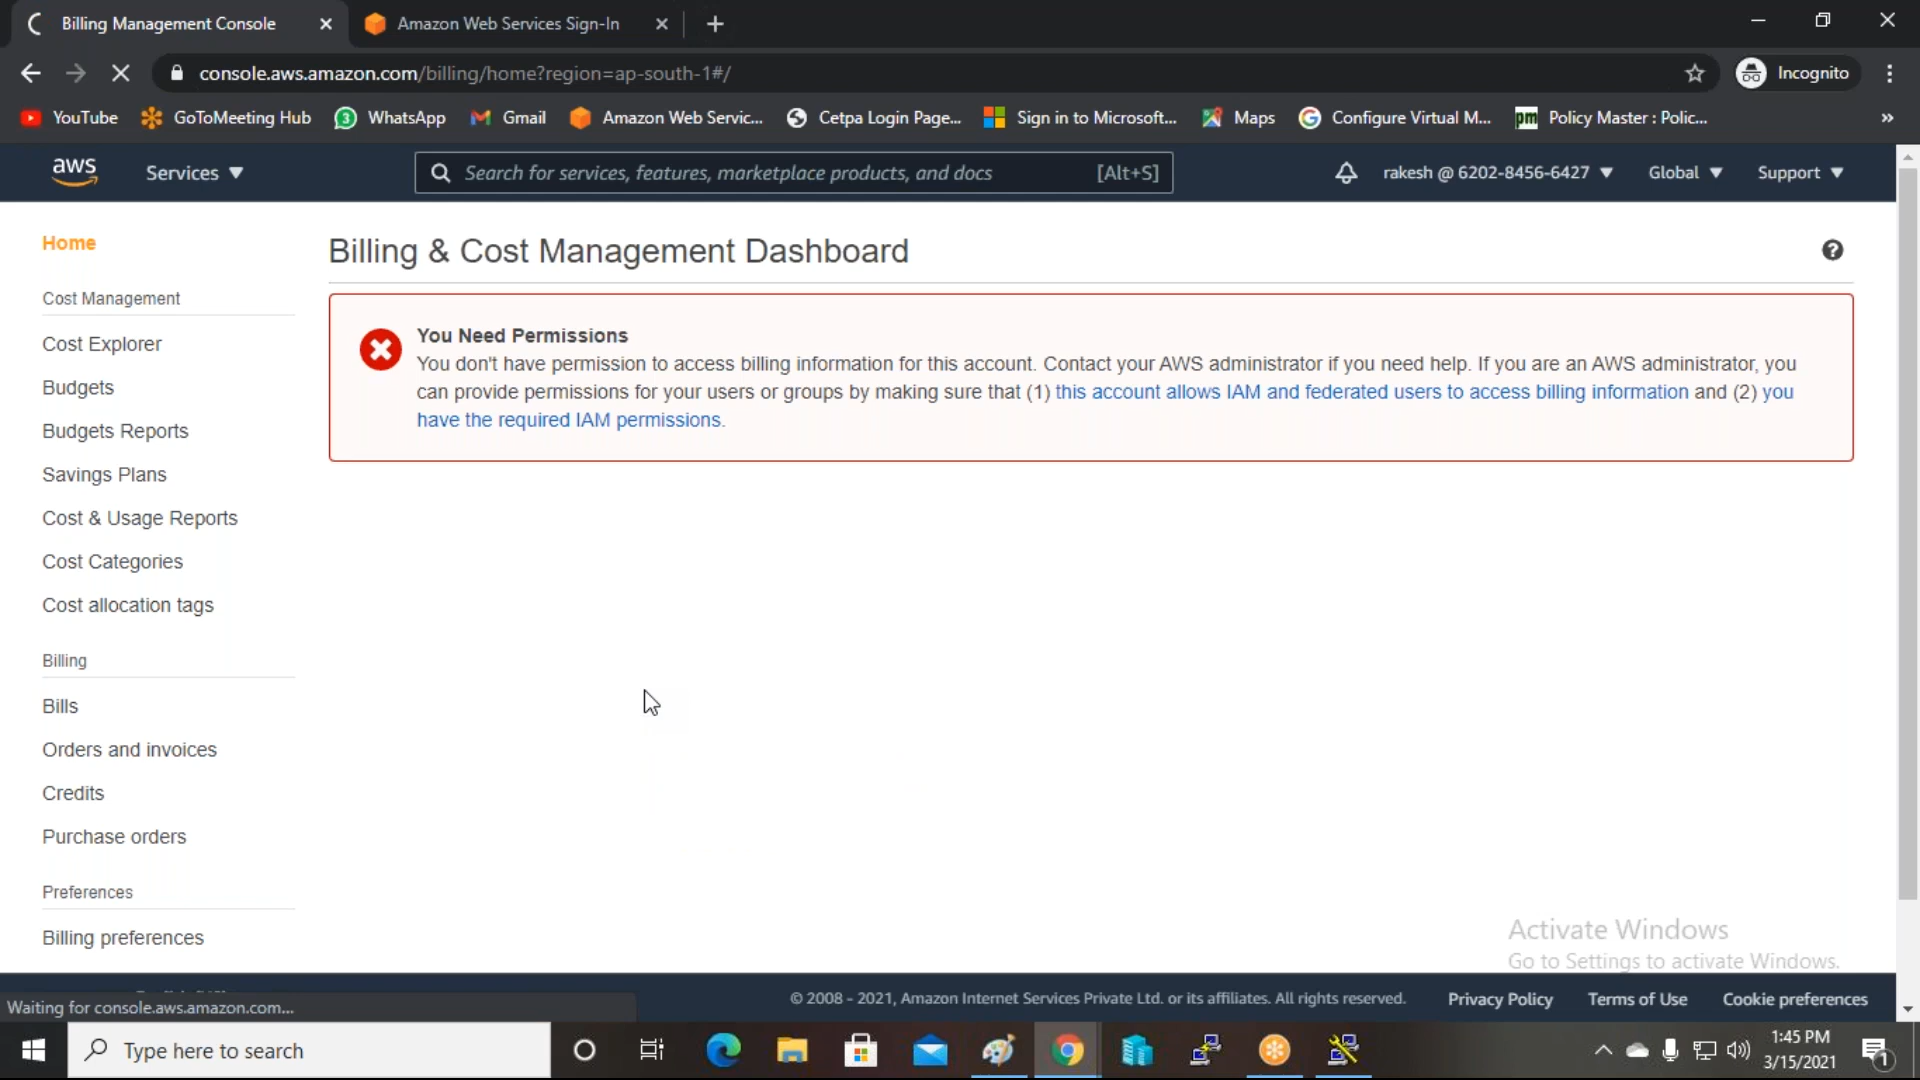 Billing Management Console
Amazon Web Services Sign-In
console.aws.amazon.com/billing/home?region=ap-south-1#/
Incognito
YouTube
GoToMeeting Hub
3
WhatsApp
Gmail
Amazon Web Servic...
Cetpa Login Page...
Sign in to Microsoft...
Maps
Configure Virtual M...
pm
Policy Master : Polic...
»
aws
Services
Search for services, features, marketplace products, and docs
[Alt+S]
rakesh @ 6202-8456-6427
Global
Support
Home
Billing & Cost Management Dashboard
Cost Management
Cost Explorer
Budgets
Budgets Reports
Savings Plans
Cost & Usage Reports
Cost Categories
Cost allocation tags
Billing
Bills
Orders and invoices
Credits
Purchase orders
Preferences
Billing preferences
You Need Permissions
You don't have permission to access billing information for this account. Contact your AWS administrator if you need help. If you are an AWS administrator, you
can provide permissions for your users or groups by making sure that (1) this account allows IAM and federated users to access billing information and (2) you
have the required IAM permissions.
Activate Windows
Go to Settings to activate Windows.
Waiting for console.aws.amazon.com...
© 2008 - 2021, Amazon Internet Services Private Ltd. or its affiliates. All rights reserved.
Privacy Policy
Terms of Use
Cookie preferences
Type here to search
1:45 PM
3/15/2021
1